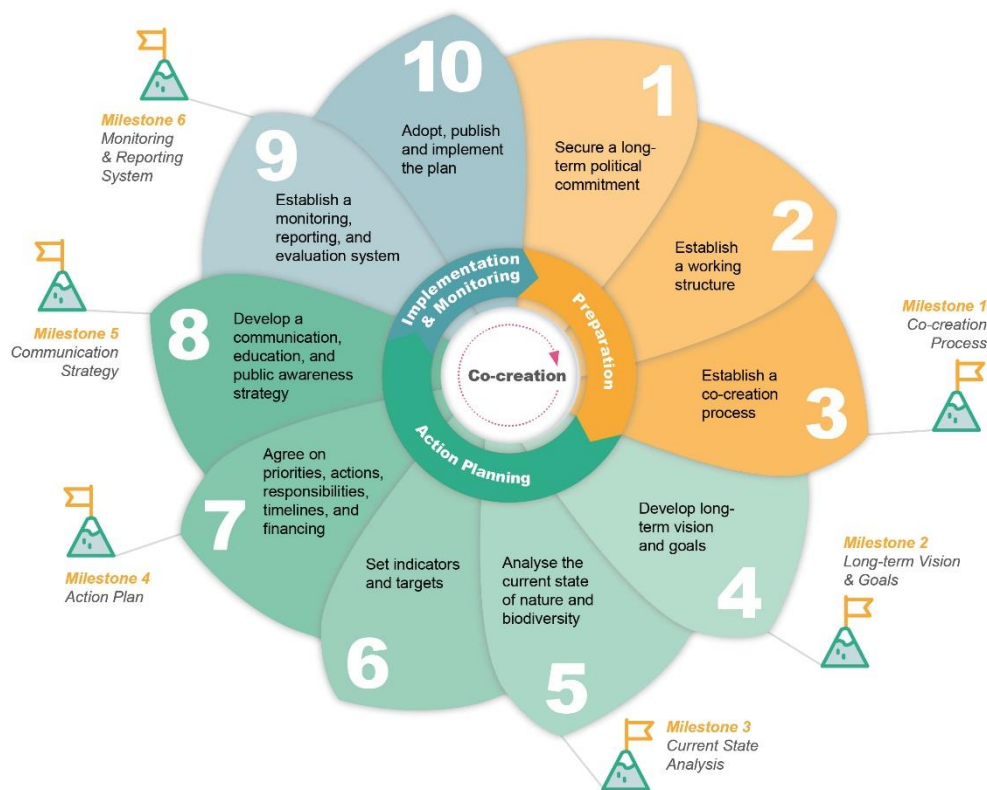 1
Secure a long-
term political
commitment
2
Establish
a working
structure
3
Establish a
co-creation
process
4
Develop long-
term vision
and goals
5
Analyse the
current state
of nature and
biodiversity
6
Set indicators
and targets
7
Agree on
priorities, actions,
responsibilities,
timelines, and
financing
8
Develop a
communication,
education, and
public awareness
strategy
9
Establish a
monitoring,
reporting, and
evaluation system
10
Adopt, publish
and implement
the plan
Preparation
Action Planning
Implementation
& Monitoring
Co-creation
Milestone 1
Co-creation
Process
Milestone 2
Long-term Vision
& Goals
Milestone 3
Current State
Analysis
Milestone 4
Action Plan
Milestone 5
Communication
Strategy
Milestone 6
Monitoring
& Reporting
System